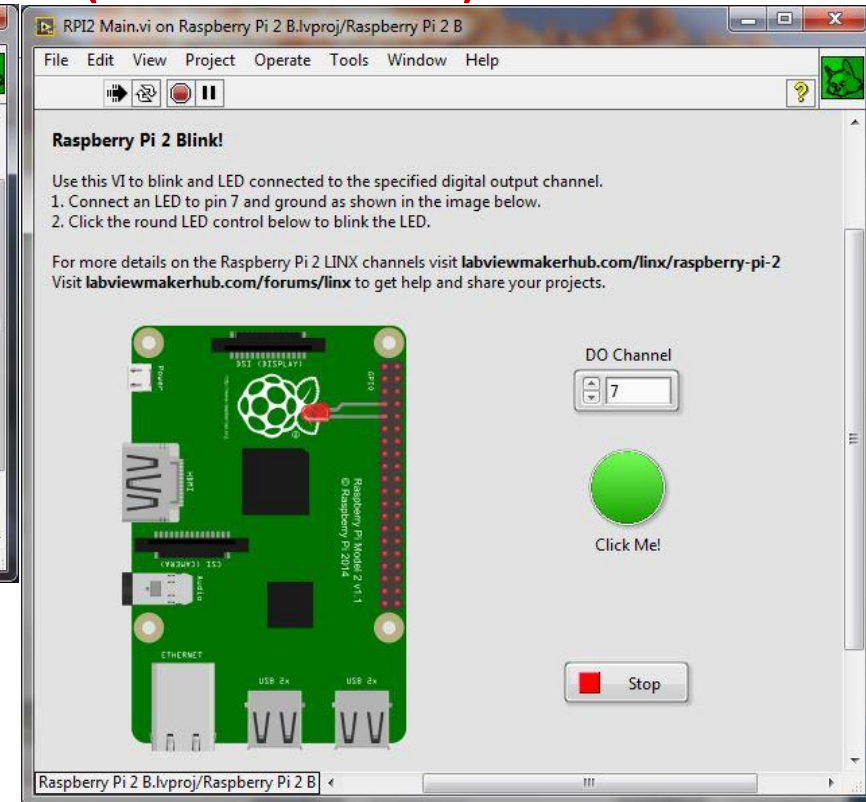 RPI2 Main.vi on Raspberry Pi 2 B.lvproj/Raspberry Pi 2 B
File Edit View Project Operate Tools Window Help
Raspberry Pi 2 Blink!
Use this VI to blink and LED connected to the specified digital output channel.
1. Connect an LED to pin 7 and ground as shown in the image below.
2. Click the round LED control below to blink the LED.
For more details on the Raspberry Pi 2 LINX channels visit labviewmakerhub.com/linx/raspberry-pi-2
Visit labviewmakerhub.com/forums/linx to get help and share your projects.
DSI (DISPLAY)
Power
GPIO
HDMI
Raspberry Pi Model 2 v1.1
© Raspberry Pi 2014
CSI (CAMERA)
Audio
ETHERNET
USB 2x
USB 2x
DO Channel
7
Click Me!
Stop
Raspberry Pi 2 B.lvproj/Raspberry Pi 2 B